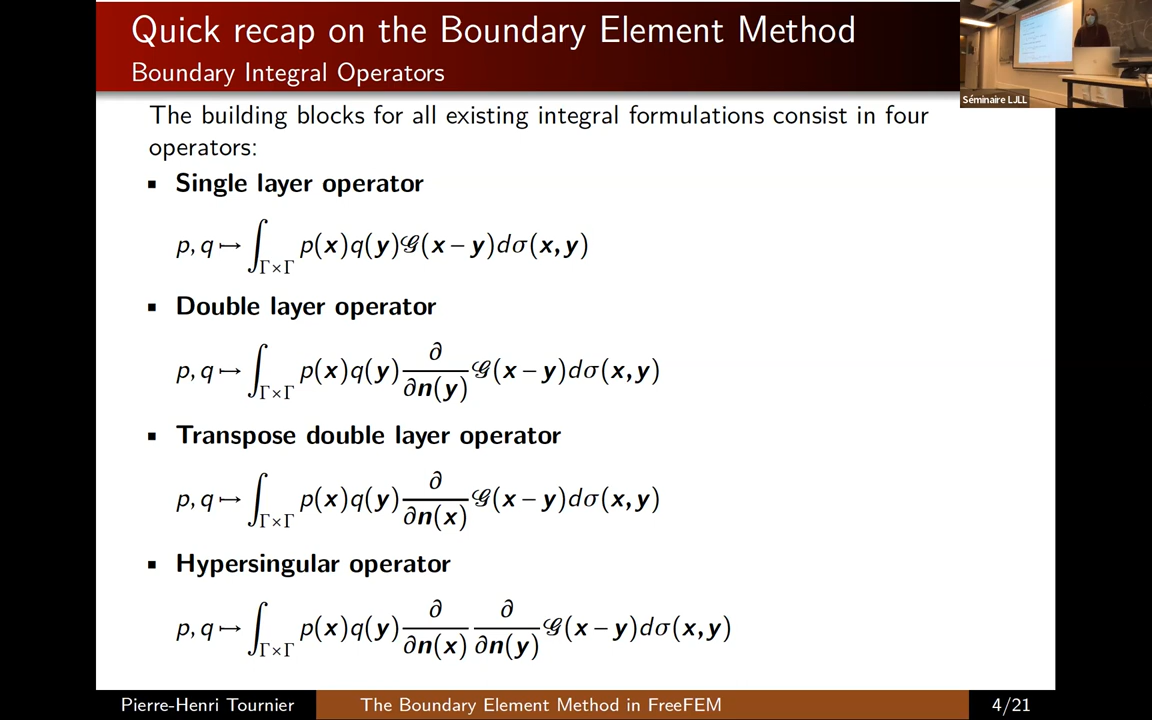 Quick recap on the Boundary Element Method
Boundary Integral Operators
Séminaire LJLL
The building blocks for all existing integral formulations consist in four
operators:
▪ Single layer operator
p, q ↦ ∫_{Γ×Γ} p(x)q(y)𝒢(x − y)dσ(x, y)
▪ Double layer operator
p, q ↦ ∫_{Γ×Γ} p(x)q(y) ∂/∂n(y) 𝒢(x − y)dσ(x, y)
▪ Transpose double layer operator
p, q ↦ ∫_{Γ×Γ} p(x)q(y) ∂/∂n(x) 𝒢(x − y)dσ(x, y)
▪ Hypersingular operator
p, q ↦ ∫_{Γ×Γ} p(x)q(y) ∂/∂n(x) ∂/∂n(y) 𝒢(x − y)dσ(x, y)
Pierre-Henri Tournier The Boundary Element Method in FreeFEM 4/21